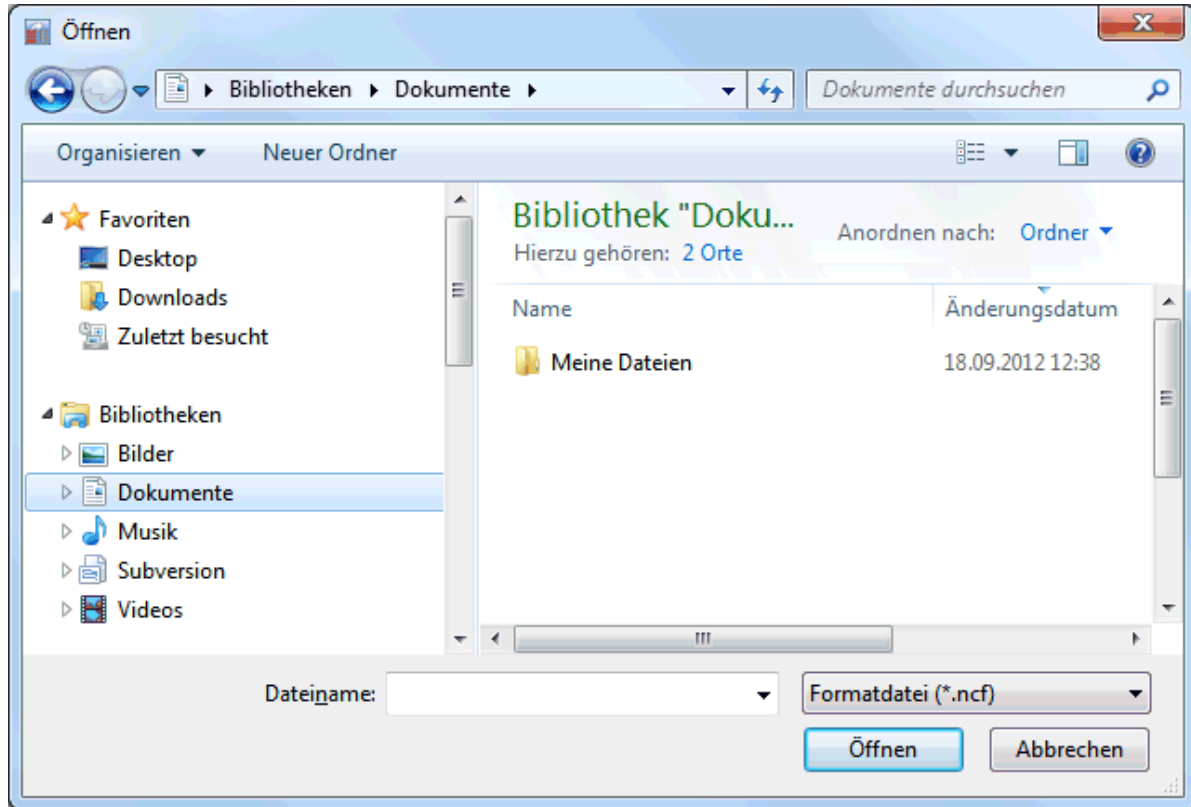 Öffnen
Bibliotheken Dokumente
Dokumente durchsuchen
Organisieren Neuer Ordner
Favoriten
Desktop
Downloads
Zuletzt besucht
Bibliotheken
Bilder
Dokumente
Musik
Subversion
Videos
Bibliothek "Doku...
Hierzu gehören: 2 Orte
Anordnen nach: Ordner
Name Änderungsdatum
Meine Dateien 18.09.2012 12:38
Dateiname:
Formatdatei (*.ncf)
Öffnen Abbrechen